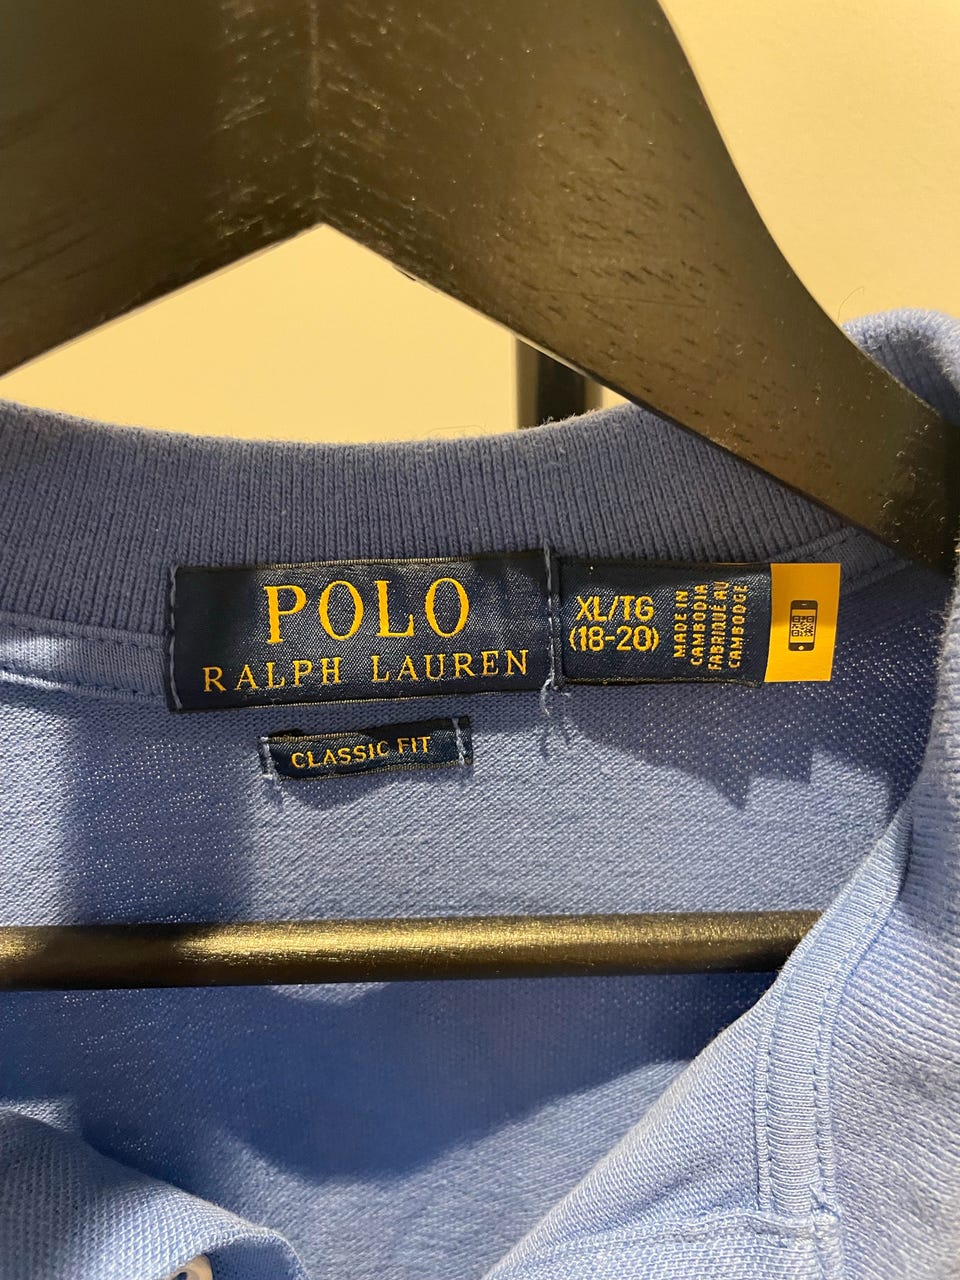 POLO
RALPH LAUREN
XL/TG
(18-20)
MADE IN
CAMBODIA
FABRIQUÉ AU
CAMBODGE
CLASSIC FIT